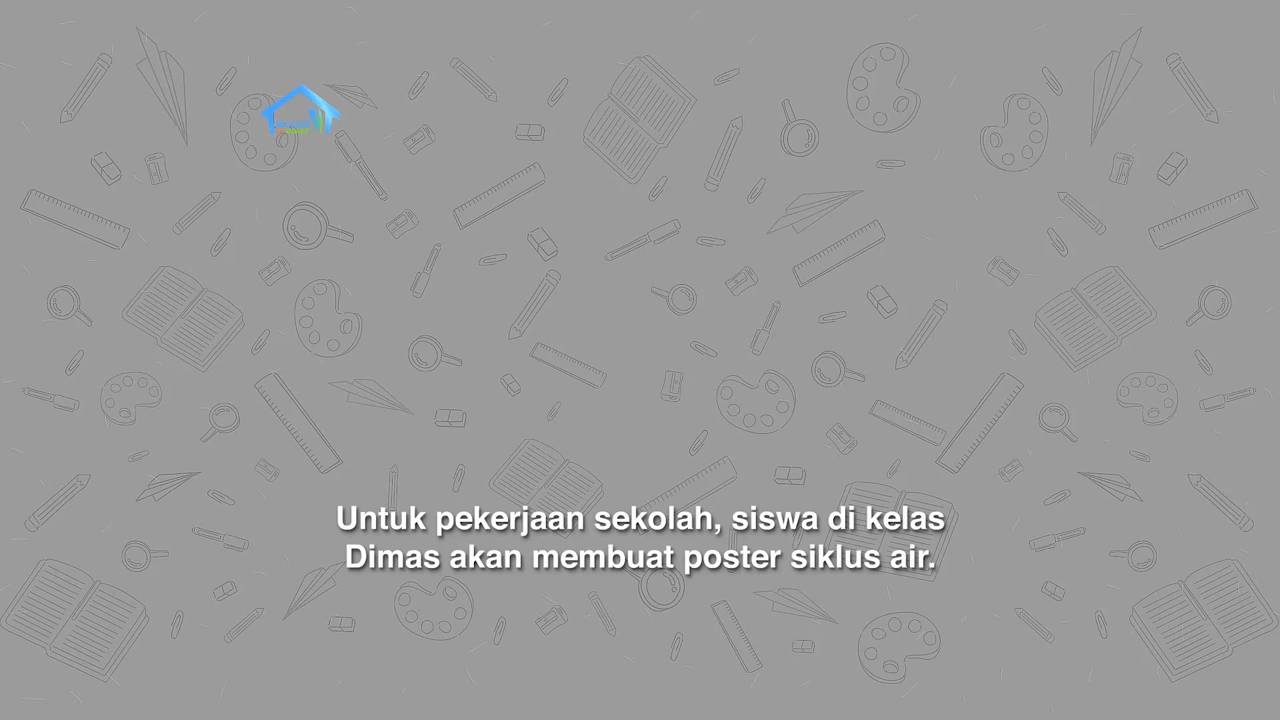 Untuk pekerjaan sekolah, siswa di kelas
Dimas akan membuat poster siklus air.